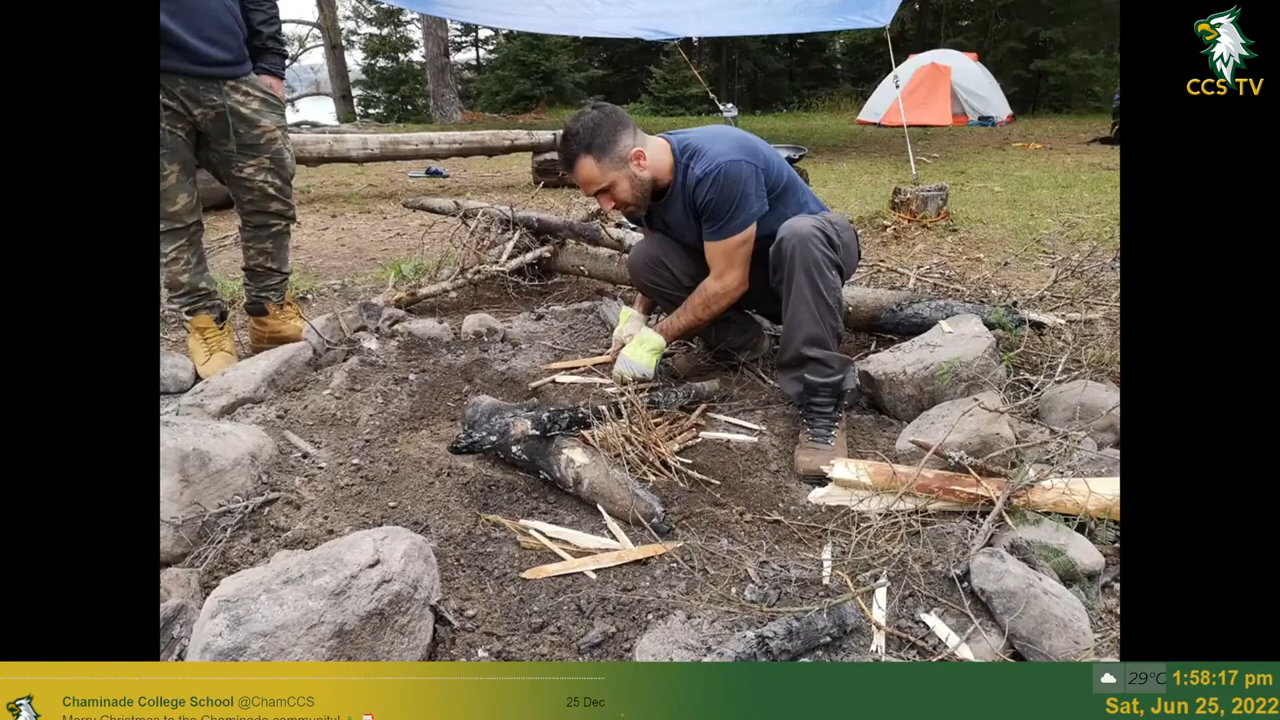 CCS TV
Chaminade College School @ChamCCS
25 Dec
Merry Christmas to the Chaminade community!
29°C
1:58:17 pm
Sat, Jun 25, 2022